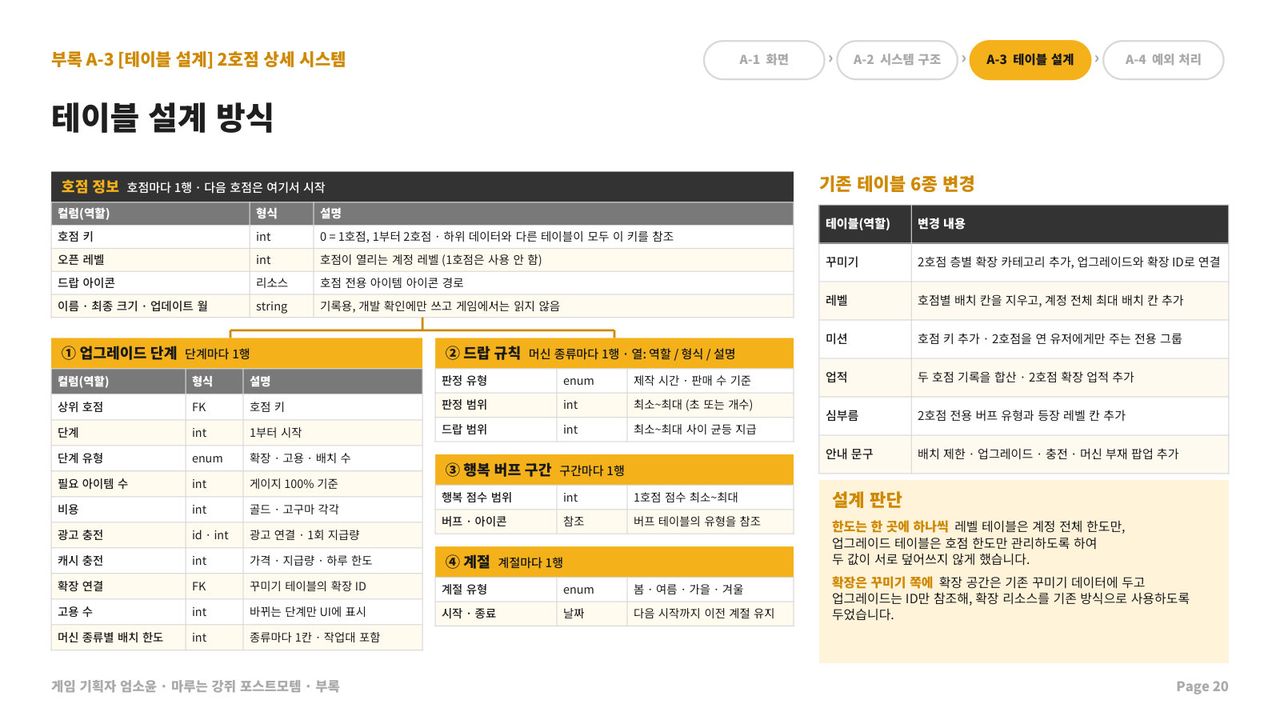 부록 A-3 [테이블 설계] 2호점 상세 시스템
A-1 화면 › A-2 시스템 구조 › A-3 테이블 설계 › A-4 예외 처리
테이블 설계 방식
호점 정보 호점마다 1행 · 다음 호점은 여기서 시작
컬럼(역할) 형식 설명
호점 키 int 0 = 1호점, 1부터 2호점 · 하위 데이터와 다른 테이블이 모두 이 키를 참조
오픈 레벨 int 호점이 열리는 계정 레벨 (1호점은 사용 안 함)
드랍 아이콘 리소스 호점 전용 아이템 아이콘 경로
이름 · 최종 크기 · 업데이트 월 string 기록용, 개발 확인에만 쓰고 게임에서는 읽지 않음
① 업그레이드 단계 단계마다 1행
컬럼(역할) 형식 설명
상위 호점 FK 호점 키
단계 int 1부터 시작
단계 유형 enum 확장 · 고용 · 배치 수
필요 아이템 수 int 게이지 100% 기준
비용 int 골드 · 고구마 각각
광고 충전 id · int 광고 연결 · 1회 지급량
캐시 충전 int 가격 · 지급량 · 하루 한도
확장 연결 FK 꾸미기 테이블의 확장 ID
고용 수 int 바뀌는 단계만 UI에 표시
머신 종류별 배치 한도 int 종류마다 1칸 · 작업대 포함
② 드랍 규칙 머신 종류마다 1행 · 열: 역할 / 형식 / 설명
판정 유형 enum 제작 시간 · 판매 수 기준
판정 범위 int 최소~최대 (초 또는 개수)
드랍 범위 int 최소~최대 사이 균등 지급
③ 행복 버프 구간 구간마다 1행
행복 점수 범위 int 1호점 점수 최소~최대
버프 · 아이콘 참조 버프 테이블의 유형을 참조
④ 계절 계절마다 1행
계절 유형 enum 봄 · 여름 · 가을 · 겨울
시작 · 종료 날짜 다음 시작까지 이전 계절 유지
기존 테이블 6종 변경
테이블(역할) 변경 내용
꾸미기 2호점 층별 확장 카테고리 추가, 업그레이드와 확장 ID로 연결
레벨 호점별 배치 칸을 지우고, 계정 전체 최대 배치 칸 추가
미션 호점 키 추가 · 2호점을 연 유저에게만 주는 전용 그룹
업적 두 호점 기록을 합산 · 2호점 확장 업적 추가
심부름 2호점 전용 버프 유형과 등장 레벨 칸 추가
안내 문구 배치 제한 · 업그레이드 · 충전 · 머신 부재 팝업 추가
설계 판단
한도는 한 곳에 하나씩 레벨 테이블은 계정 전체 한도만,
업그레이드 테이블은 호점 한도만 관리하도록 하여
두 값이 서로 덮어쓰지 않게 했습니다.
확장은 꾸미기 쪽에 확장 공간은 기존 꾸미기 데이터에 두고
업그레이드는 ID만 참조해, 확장 리소스를 기존 방식으로 사용하도록
두었습니다.
게임 기획자 엄소윤 · 마루는 강쥐 포스트모템 · 부록
Page 20